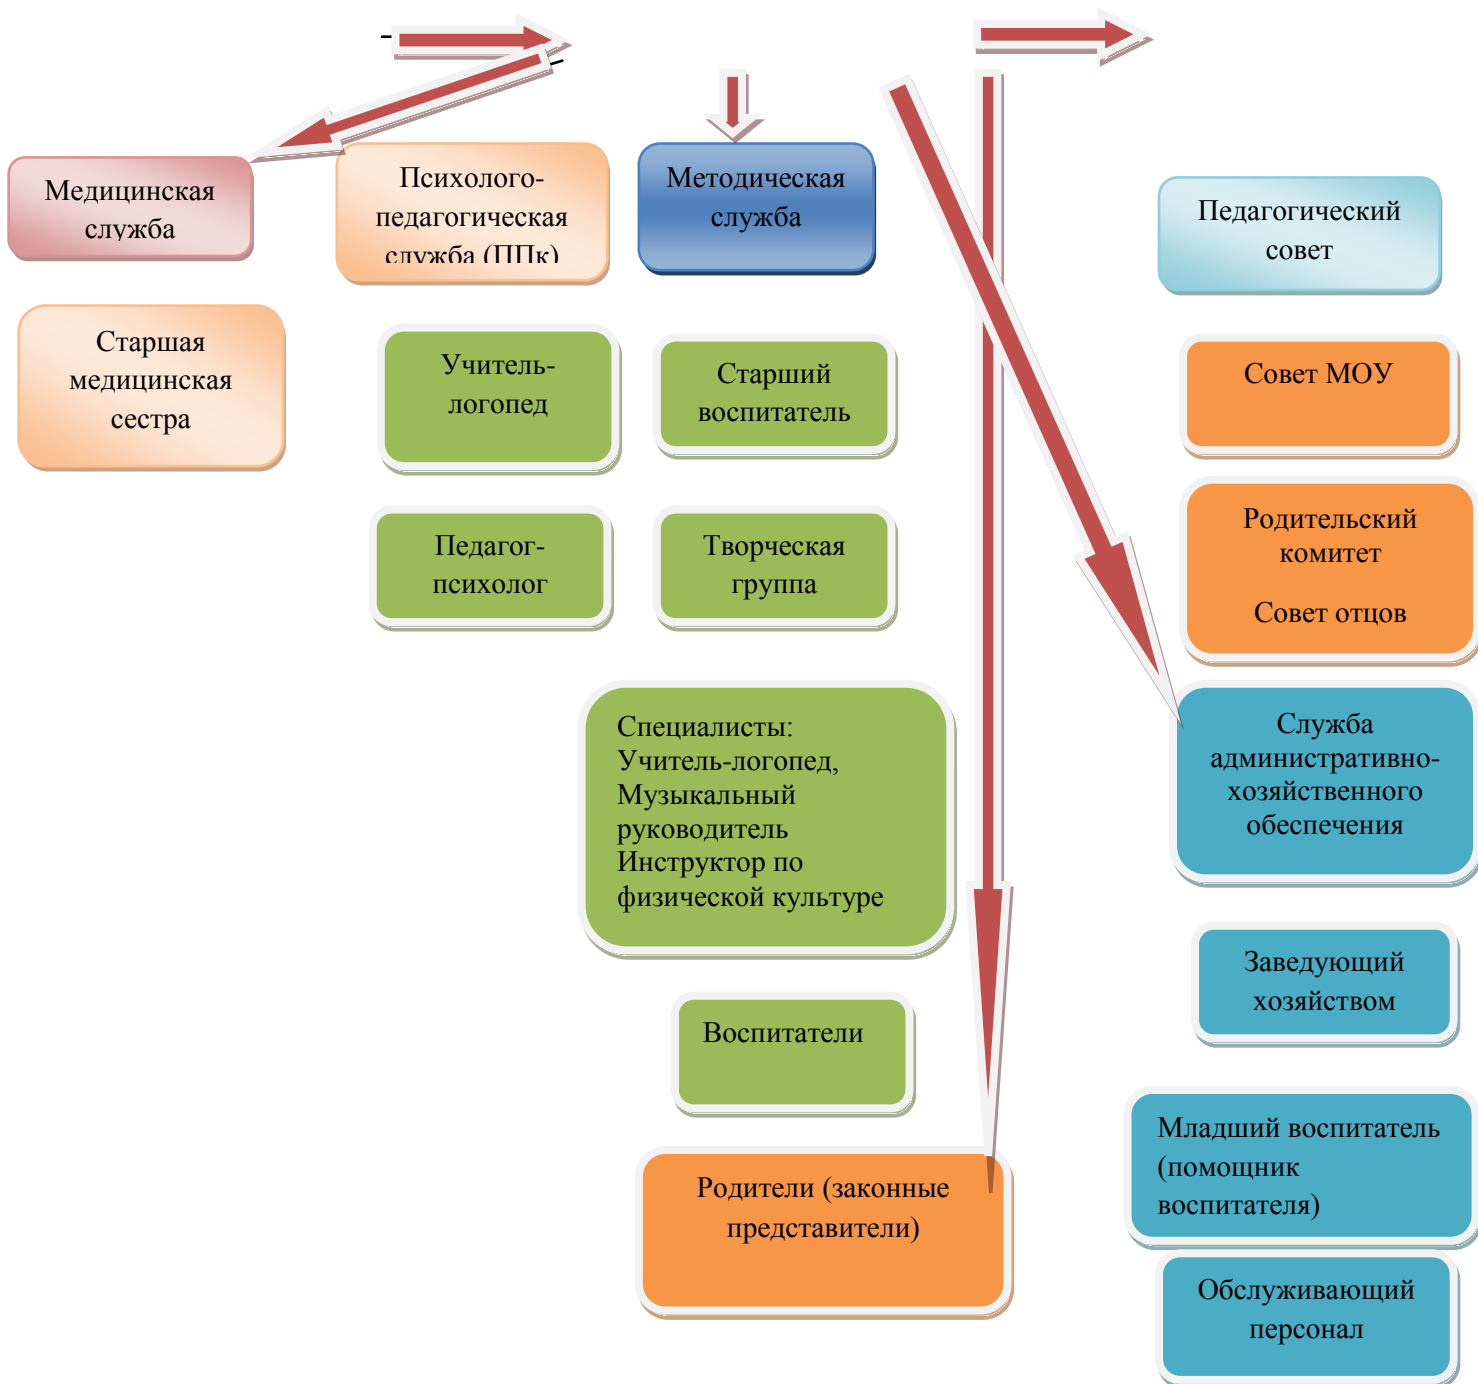 Медицинская
служба
Психолого-
педагогическая
служба (ППк)
Методическая
служба
Педагогический
совет
Старшая
медицинская
сестра
Учитель-
логопед
Старший
воспитатель
Совет МОУ
Педагог-
психолог
Творческая
группа
Родительский
комитет
Совет отцов
Специалисты:
Учитель-логопед,
Музыкальный
руководитель
Инструктор по
физической культуре
Служба
административно-
хозяйственного
обеспечения
Воспитатели
Заведующий
хозяйством
Родители (законные
представители)
Младший воспитатель
(помощник
воспитателя)
Обслуживающий
персонал